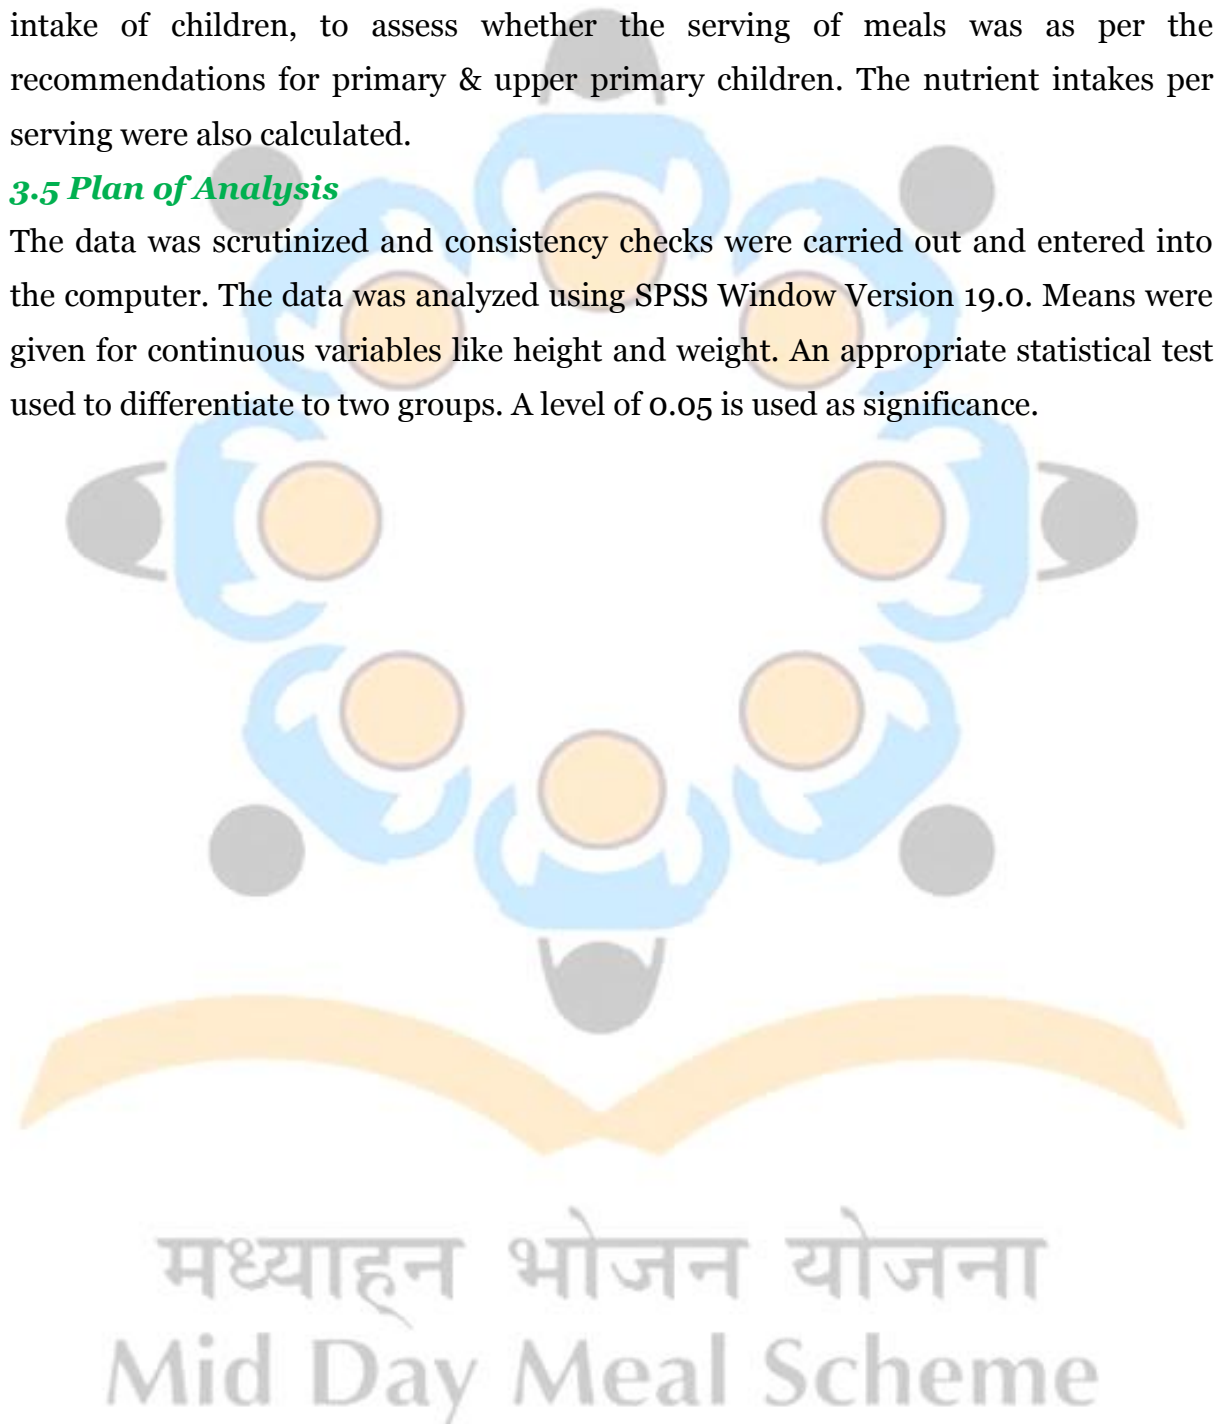 intake of children, to assess whether the serving of meals was as per the
recommendations for primary & upper primary children. The nutrient intakes per
serving were also calculated.
3.5 Plan of Analysis
The data was scrutinized and consistency checks were carried out and entered into
the computer. The data was analyzed using SPSS Window Version 19.0. Means were
given for continuous variables like height and weight. An appropriate statistical test
used to differentiate to two groups. A level of 0.05 is used as significance.
मध्याह्न भोजन योजना
Mid Day Meal Scheme